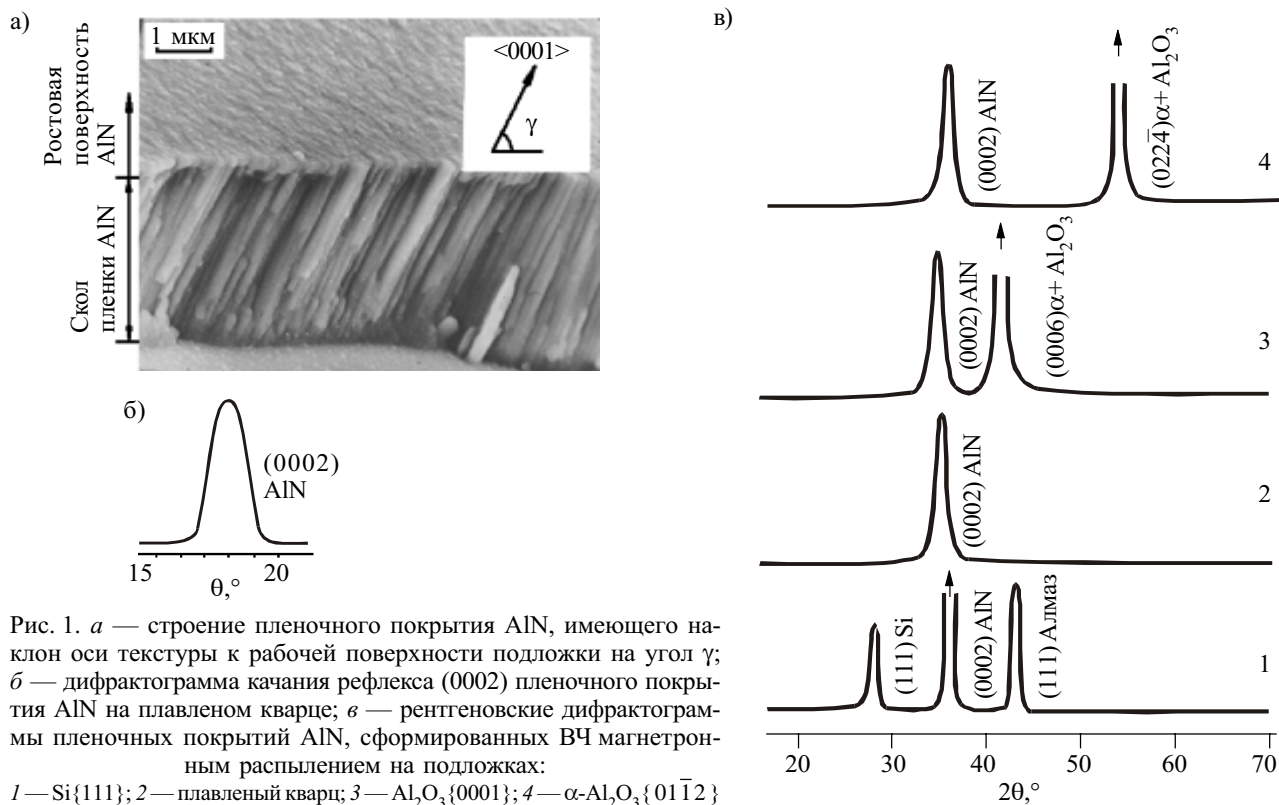 а)
1 мкм
<0001>
γ
Ростовая
поверхность
AlN
Скол
пленки AlN
б)
(0002)
AlN
15
20
θ,°
в)
(0002) AlN
(0224̄)α+ Al₂O₃
4
(0002) AlN
(0006)α+ Al₂O₃
3
(0002) AlN
2
(111) Si
(0002) AlN
(111) Алмаз
1
20
30
40
50
60
70
2θ,°
Рис. 1. а — строение пленочного покрытия AlN, имеющего на-
клон оси текстуры к рабочей поверхности подложки на угол γ;
б — дифрактограмма качания рефлекса (0002) пленочного покры-
тия AlN на плавленом кварце; в — рентгеновские дифрактограм-
мы пленочных покрытий AlN, сформированных ВЧ магнетрон-
ным распылением на подложках:
1 — Si{111}; 2 — плавленый кварц; 3 — Al₂O₃{0001}; 4 — α-Al₂O₃{011̄2}